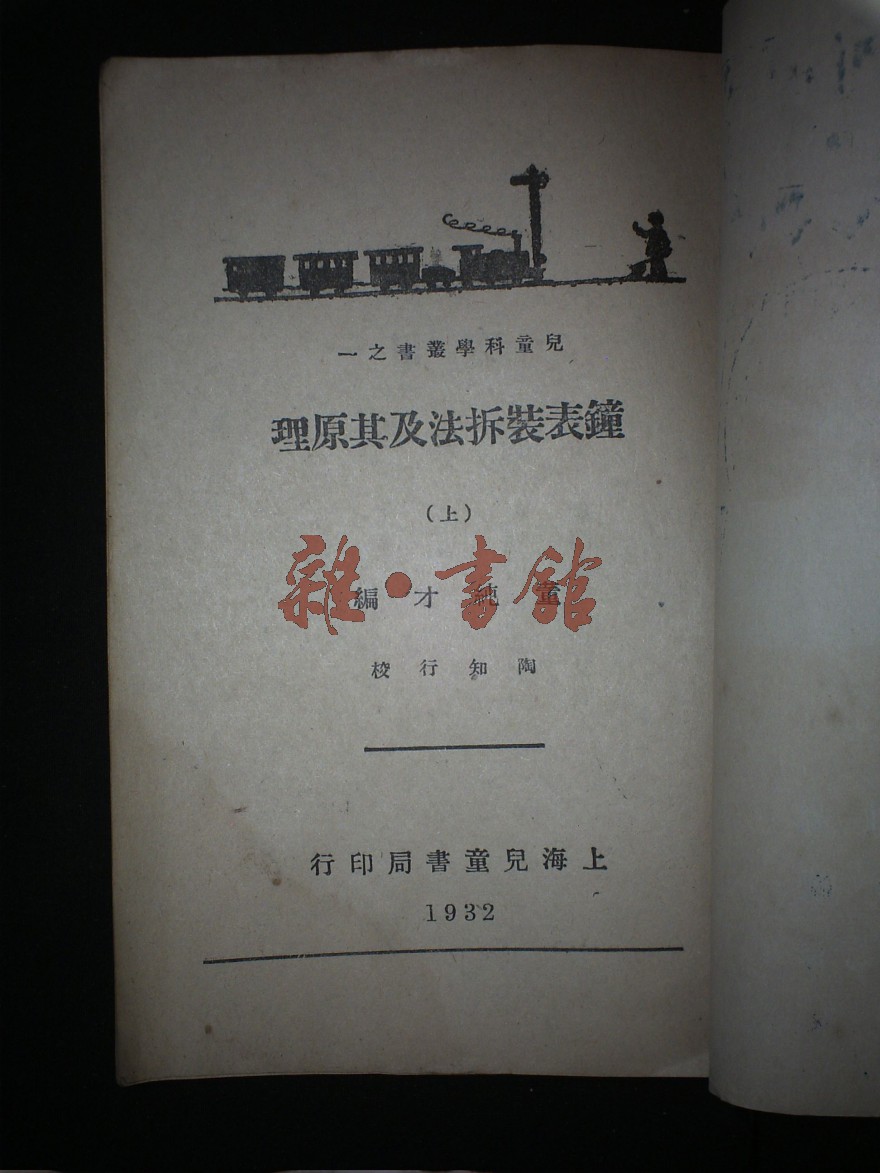 兒童科學叢書之一
鐘表裝拆法及其原理
(上)
董純才編
雜·書館
陶知行校
上海兒童書局印行
1932